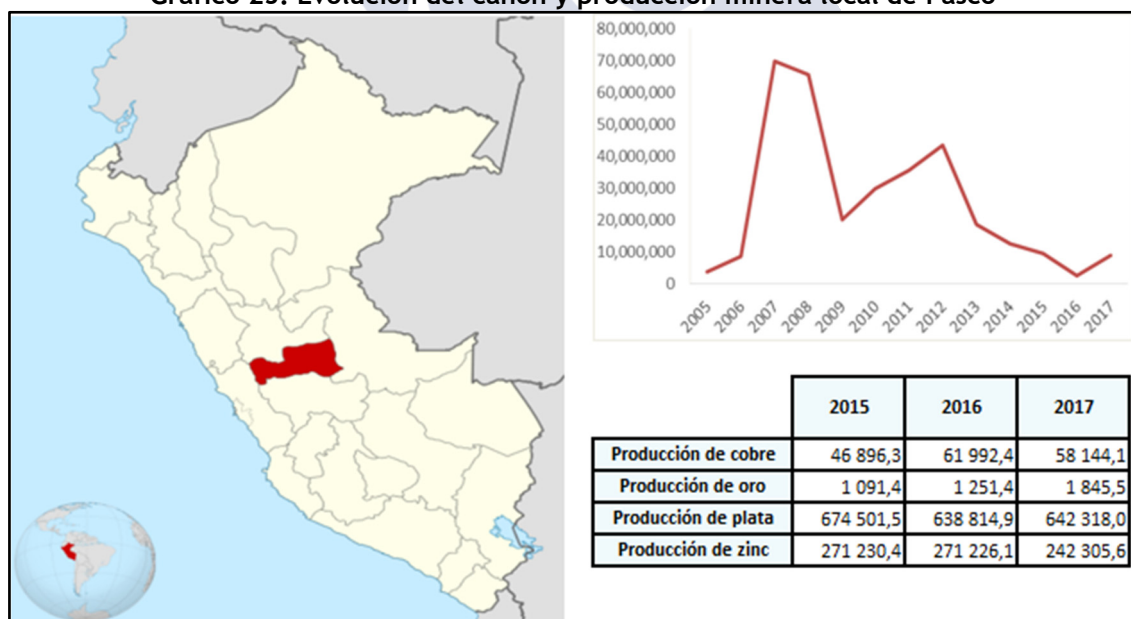 Gráfico 25. Evolución del canon y producción minera local de Pasco
80,000,000
70,000,000
60,000,000
50,000,000
40,000,000
30,000,000
20,000,000
10,000,000
0
2005 2006 2007 2008 2009 2010 2011 2012 2013 2014 2015 2016 2017
2015 2016 2017
Producción de cobre 46 896,3 61 992,4 58 144,1
Producción de oro 1 091,4 1 251,4 1 845,5
Producción de plata 674 501,5 638 814,9 642 318,0
Producción de zinc 271 230,4 271 226,1 242 305,6